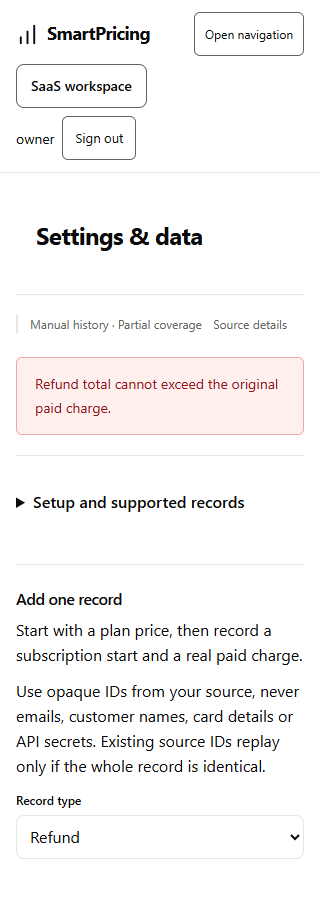 SmartPricing
Open navigation
SaaS workspace
owner
Sign out
Settings & data
Manual history · Partial coverage
Source details
Refund total cannot exceed the original
paid charge.
Setup and supported records
Add one record
Start with a plan price, then record a
subscription start and a real paid charge.
Use opaque IDs from your source, never
emails, customer names, card details or
API secrets. Existing source IDs replay
only if the whole record is identical.
Record type
Refund